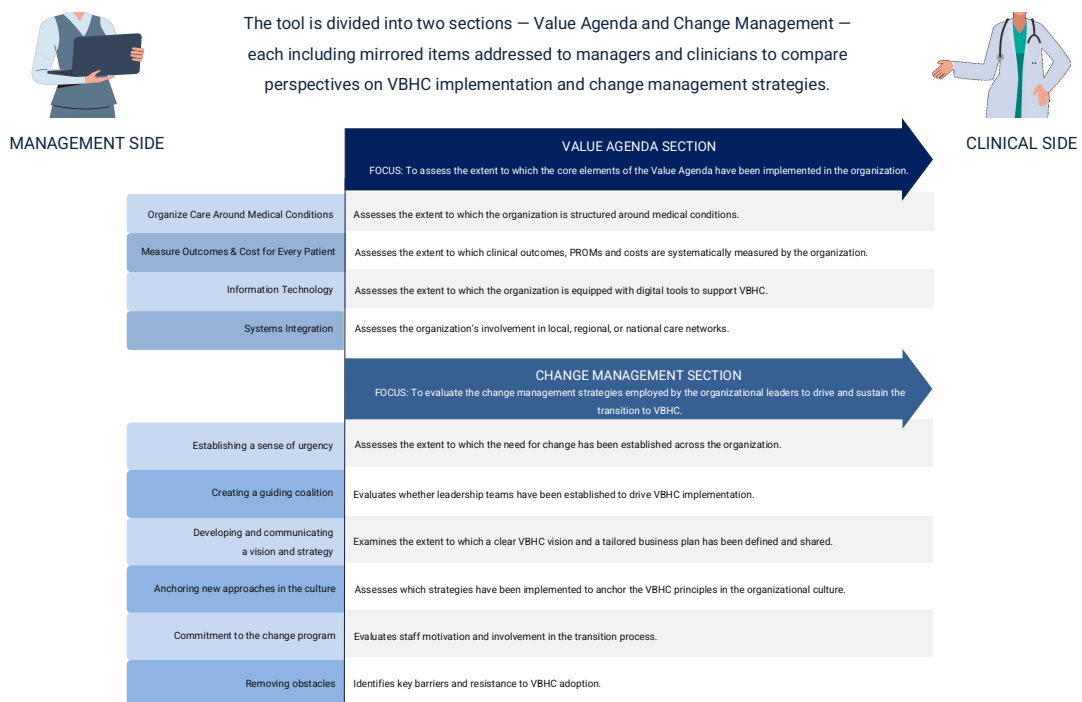 The tool is divided into two sections — Value Agenda and Change Management —
each including mirrored items addressed to managers and clinicians to compare
perspectives on VBHC implementation and change management strategies.
MANAGEMENT SIDE
CLINICAL SIDE
VALUE AGENDA SECTION
FOCUS: To assess the extent to which the core elements of the Value Agenda have been implemented in the organization.
Organize Care Around Medical Conditions
Assesses the extent to which the organization is structured around medical conditions.
Measure Outcomes & Cost for Every Patient
Assesses the extent to which clinical outcomes, PROMs and costs are systematically measured by the organization.
Information Technology
Assesses the extent to which the organization is equipped with digital tools to support VBHC.
Systems Integration
Assesses the organization's involvement in local, regional, or national care networks.
CHANGE MANAGEMENT SECTION
FOCUS: To evaluate the change management strategies employed by the organizational leaders to drive and sustain the
transition to VBHC.
Establishing a sense of urgency
Assesses the extent to which the need for change has been established across the organization.
Creating a guiding coalition
Evaluates whether leadership teams have been established to drive VBHC implementation.
Developing and communicating
a vision and strategy
Examines the extent to which a clear VBHC vision and a tailored business plan has been defined and shared.
Anchoring new approaches in the culture
Assesses which strategies have been implemented to anchor the VBHC principles in the organizational culture.
Commitment to the change program
Evaluates staff motivation and involvement in the transition process.
Removing obstacles
Identifies key barriers and resistance to VBHC adoption.